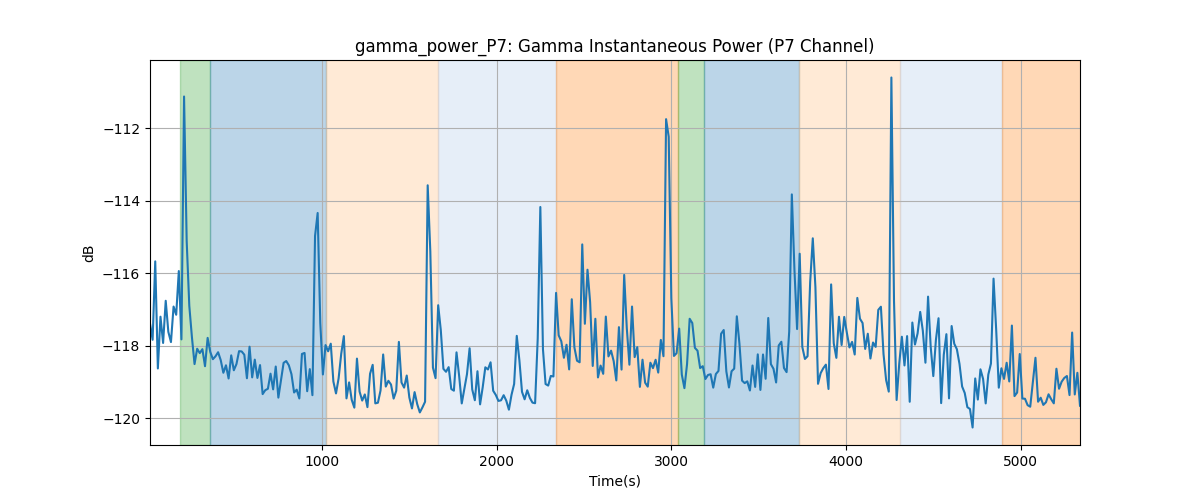 gamma_power_P7: Gamma Instantaneous Power (P7 Channel)
dB
−112
−114
−116
−118
−120
1000 2000 3000 4000 5000
Time(s)